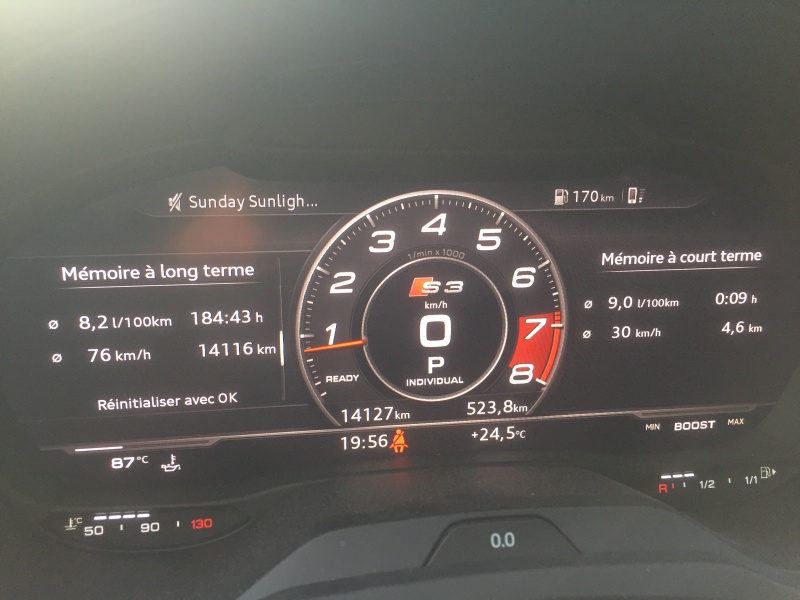 Sunday Sunligh...
170 km
Mémoire à long terme
ø 8,2 l/100km 184:43 h
ø 76 km/h 14116 km
Réinitialiser avec OK
1 2 3 4 5 6 7 8
1/min x 1000
S3
km/h
0
P
INDIVIDUAL
READY
14127 km 523,8 km
Mémoire à court terme
ø 9,0 l/100km 0:09 h
ø 30 km/h 4,6 km
87°C
19:56
+24,5°C
MIN BOOST MAX
°C 50 90 130
R 1/2 1/1
0.0